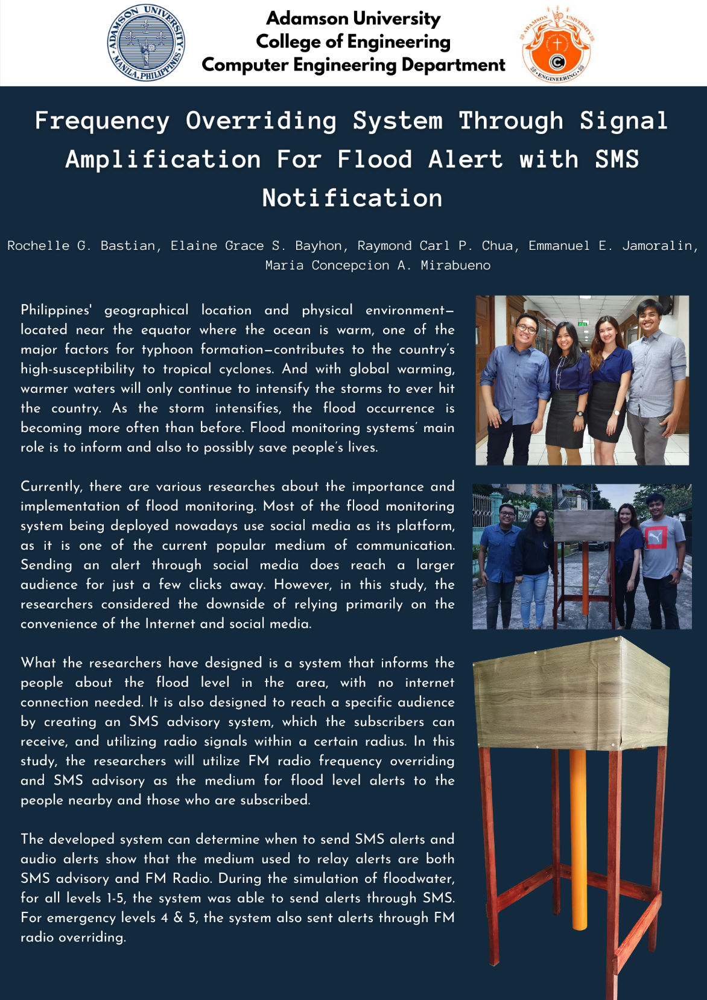 ADAMSON UNIVERSITY
MANILA, PHILIPPINES
Adamson University
College of Engineering
Computer Engineering Department
ADAMSON UNIVERSITY
ENGINEERING
Frequency Overriding System Through Signal
Amplification For Flood Alert with SMS
Notification
Rochelle G. Bastian, Elaine Grace S. Bayhon, Raymond Carl P. Chua, Emmanuel E. Jamoralin,
Maria Concepcion A. Mirabueno
Philippines' geographical location and physical environment—
located near the equator where the ocean is warm, one of the
major factors for typhoon formation—contributes to the country's
high-susceptibility to tropical cyclones. And with global warming,
warmer waters will only continue to intensify the storms to ever hit
the country. As the storm intensifies, the flood occurrence is
becoming more often than before. Flood monitoring systems' main
role is to inform and also to possibly save people's lives.
Currently, there are various researches about the importance and
implementation of flood monitoring. Most of the flood monitoring
system being deployed nowadays use social media as its platform,
as it is one of the current popular medium of communication.
Sending an alert through social media does reach a larger
audience for just a few clicks away. However, in this study, the
researchers considered the downside of relying primarily on the
convenience of the Internet and social media.
What the researchers have designed is a system that informs the
people about the flood level in the area, with no internet
connection needed. It is also designed to reach a specific audience
by creating an SMS advisory system, which the subscribers can
receive, and utilizing radio signals within a certain radius. In this
study, the researchers will utilize FM radio frequency overriding
and SMS advisory as the medium for flood level alerts to the
people nearby and those who are subscribed.
The developed system can determine when to send SMS alerts and
audio alerts show that the medium used to relay alerts are both
SMS advisory and FM Radio. During the simulation of floodwater,
for all levels 1-5, the system was able to send alerts through SMS.
For emergency levels 4 & 5, the system also sent alerts through FM
radio overriding.